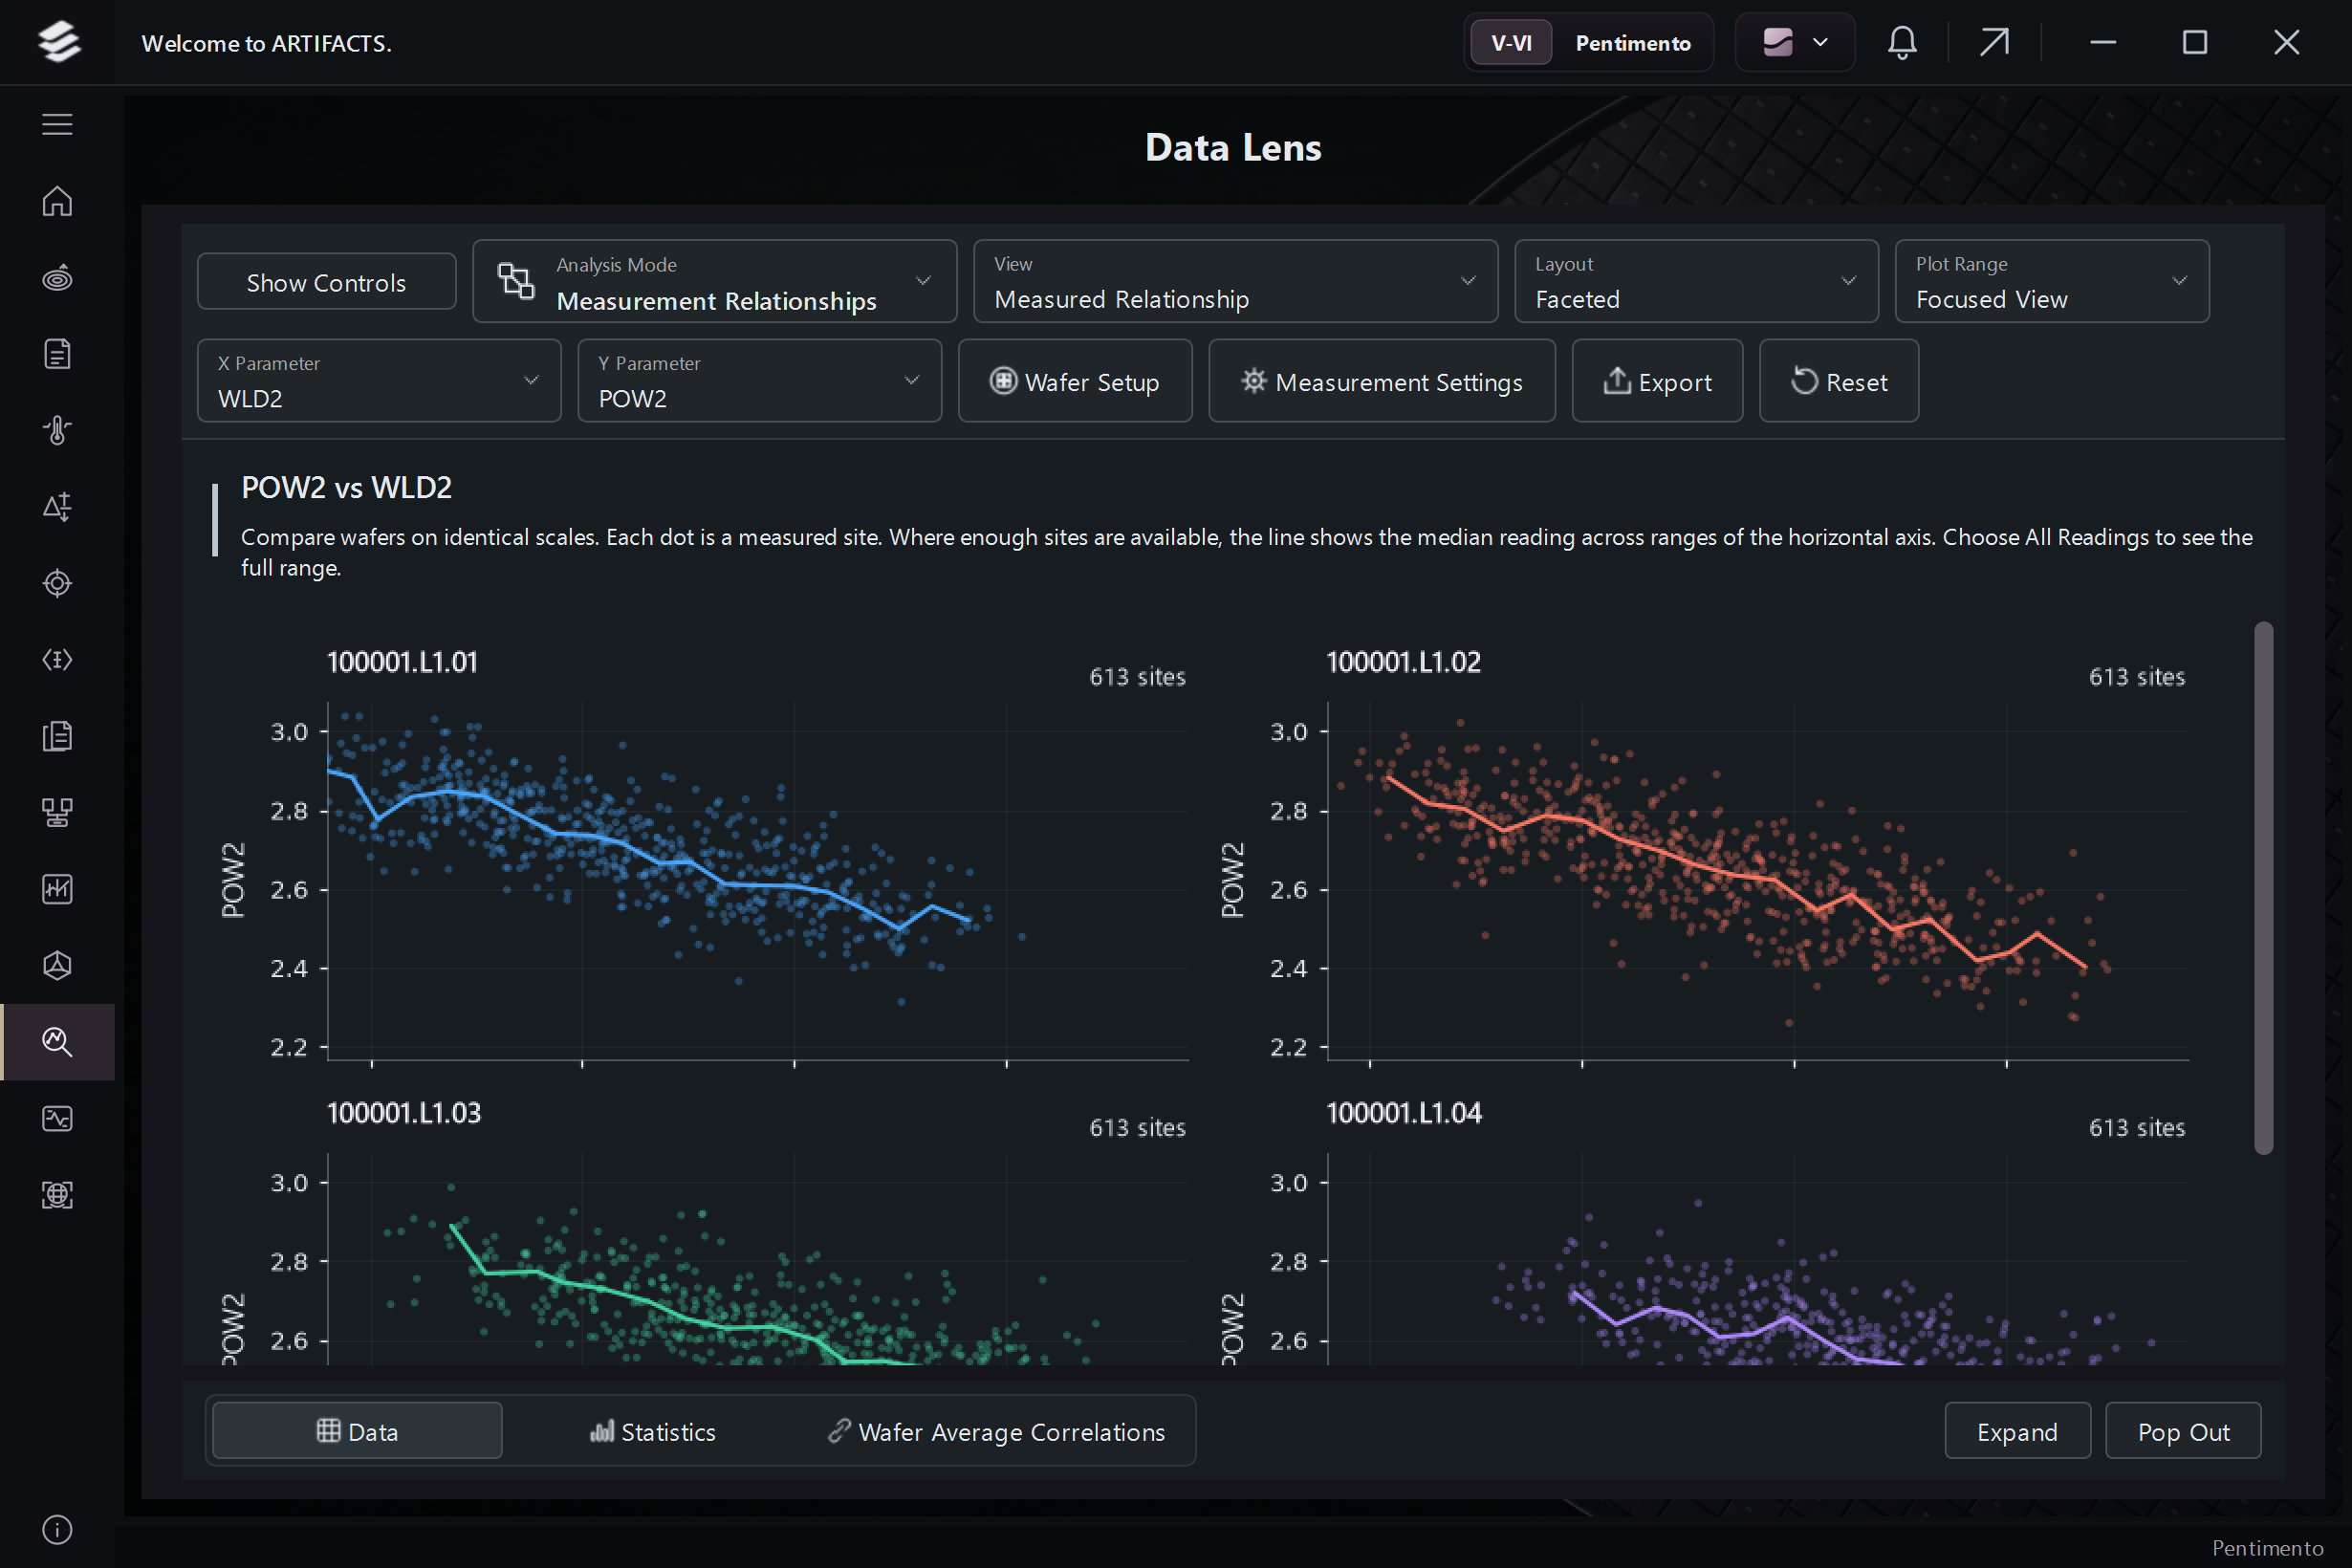 Welcome to ARTIFACTS.
V-VI Pentimento
Data Lens
Show Controls
Analysis Mode
Measurement Relationships
View
Measured Relationship
Layout
Faceted
Plot Range
Focused View
X Parameter
WLD2
Y Parameter
POW2
Wafer Setup
Measurement Settings
Export
Reset
POW2 vs WLD2
Compare wafers on identical scales. Each dot is a measured site. Where enough sites are available, the line shows the median reading across ranges of the horizontal axis. Choose All Readings to see the
full range.
100001.L1.01
613 sites
POW2
3.0
2.8
2.6
2.4
2.2
100001.L1.02
613 sites
POW2
3.0
2.8
2.6
2.4
2.2
100001.L1.03
613 sites
POW2
3.0
2.8
2.6
100001.L1.04
613 sites
POW2
3.0
2.8
2.6
Data
Statistics
Wafer Average Correlations
Expand
Pop Out
Pentimento